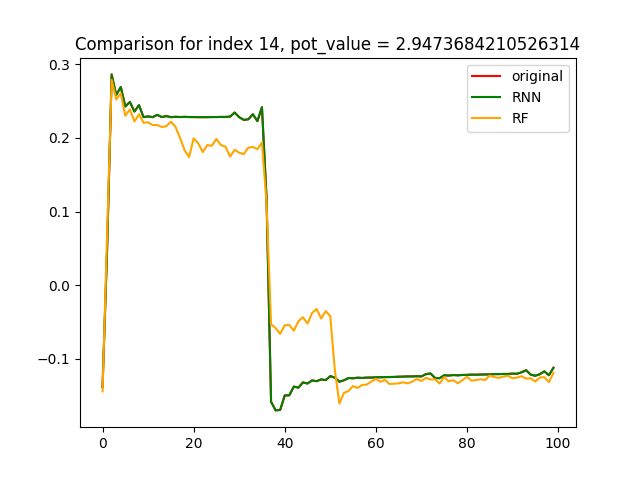 Comparison for index 14, pot_value = 2.9473684210526314
original
RNN
RF
0.3
0.2
0.1
0.0
−0.1
0 20 40 60 80 100